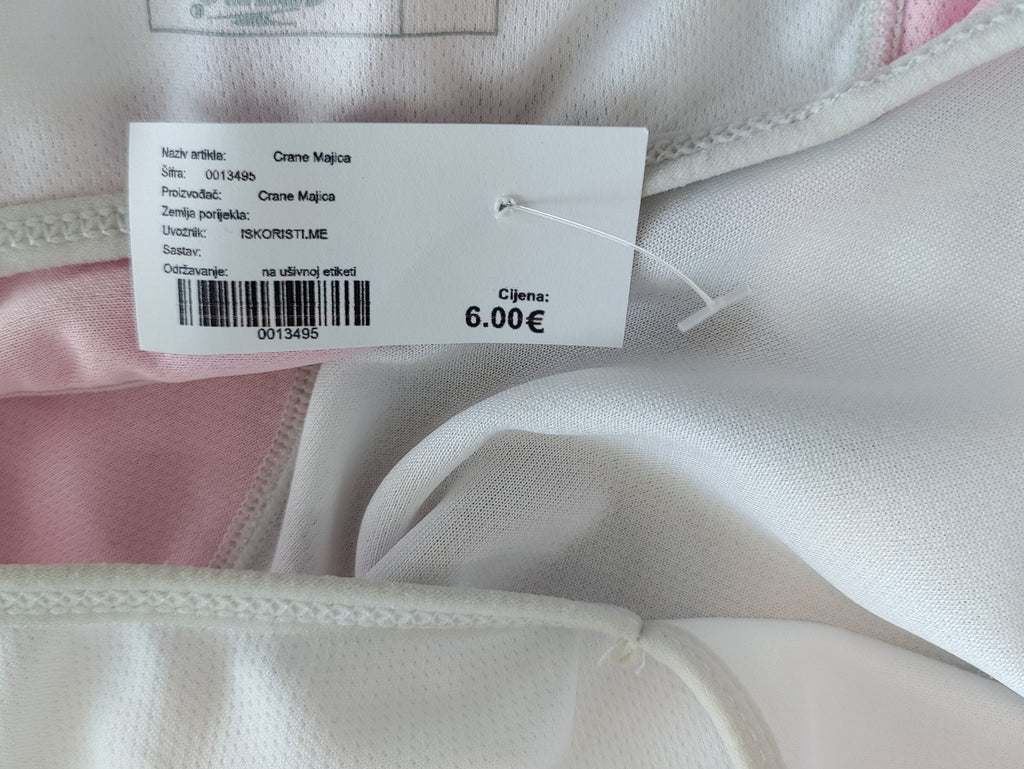 Naziv artikla: Crane Majica
Šifra: 0013495
Proizvođač: Crane Majica
Zemlja porijekla:
Uvoznik: ISKORISTI.ME
Sastav:
Održavanje: na ušivnoj etiketi
0013495
Cijena:
6.00€